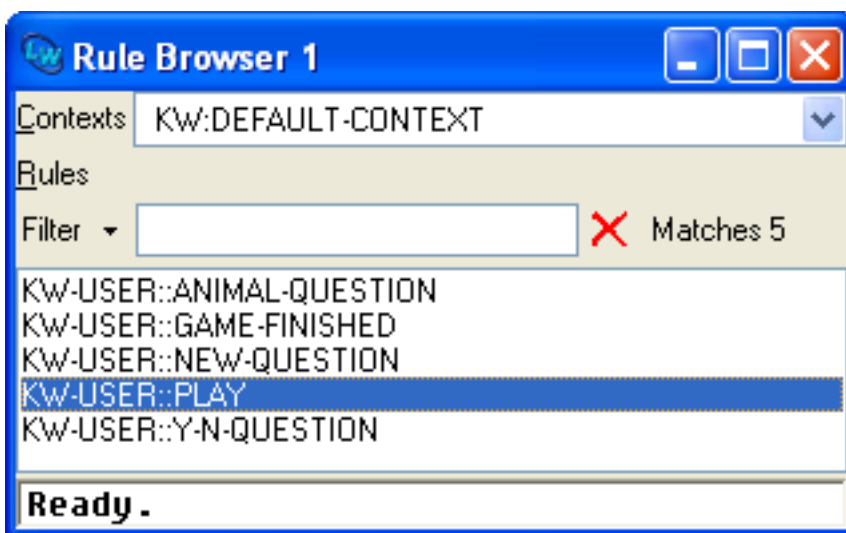 LW Rule Browser 1
Contexts KW:DEFAULT-CONTEXT
Rules
Filter Matches 5
KW-USER::ANIMAL-QUESTION
KW-USER::GAME-FINISHED
KW-USER::NEW-QUESTION
KW-USER::PLAY
KW-USER::Y-N-QUESTION
Ready.